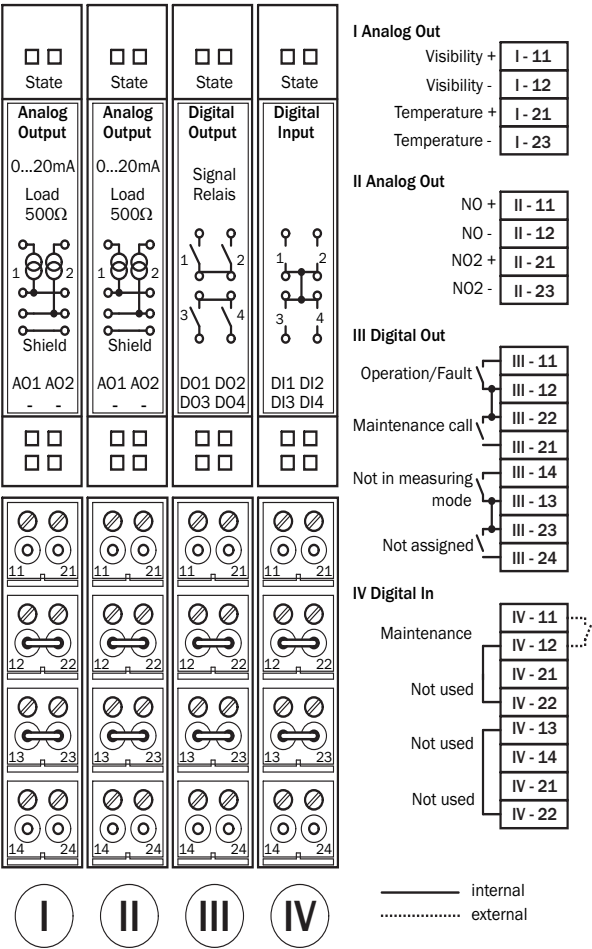 State
State
State
State
Analog
Output
0...20mA
Load
500Ω
1
2
Shield
AO1 AO2
- -
Analog
Output
0...20mA
Load
500Ω
1
2
Shield
AO1 AO2
- -
Digital
Output
Signal
Relais
1
2
3
4
DO1 DO2
DO3 DO4
Digital
Input
1
2
3
4
DI1 DI2
DI3 DI4
11 21
11 21
11 21
11 21
12 22
12 22
12 22
12 22
13 23
13 23
13 23
13 23
14 24
14 24
14 24
14 24
I
II
III
IV
I Analog Out
Visibility + I - 11
Visibility - I - 12
Temperature + I - 21
Temperature - I - 23
II Analog Out
NO + II - 11
NO - II - 12
NO2 + II - 21
NO2 - II - 23
III Digital Out
Operation/Fault
III - 11
III - 12
Maintenance call
III - 22
III - 21
Not in measuring
mode
III - 14
III - 13
Not assigned
III - 23
III - 24
IV Digital In
Maintenance
IV - 11
IV - 12
Not used
IV - 21
IV - 22
Not used
IV - 13
IV - 14
Not used
IV - 21
IV - 22
internal
external